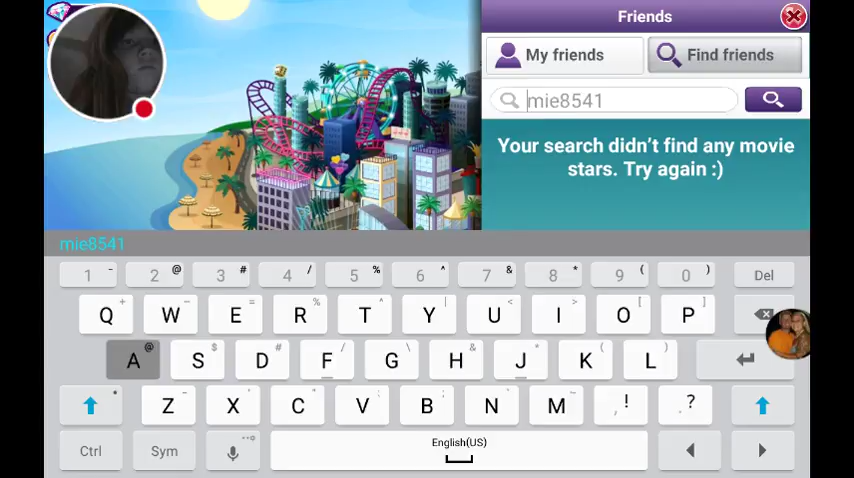 Friends
My friends
Find friends
mie8541
Your search didn't find any movie
stars. Try again :)
mie8541
1 - 2 @ 3 # 4 / 5 % 6 ^ 7 & 8 * 9 ( 0 ) Del
Q + W E R % T Y U < I > O [ P ]
A @ S $ D # F / G ^ H & J * K ( L )
Z X C V B N M , ! . ?
Ctrl Sym English(US)